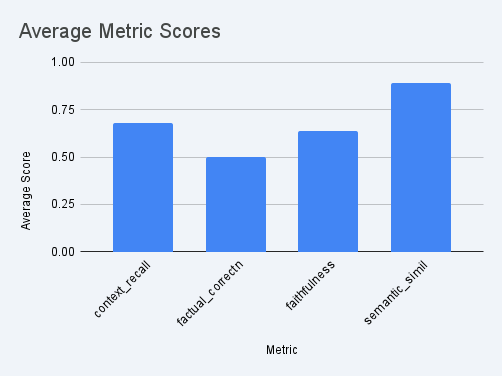 Average Metric Scores
1.00
0.75
0.50
0.25
0.00
Average Score
context_recall
factual_correctn
faithfulness
semantic_simil
Metric